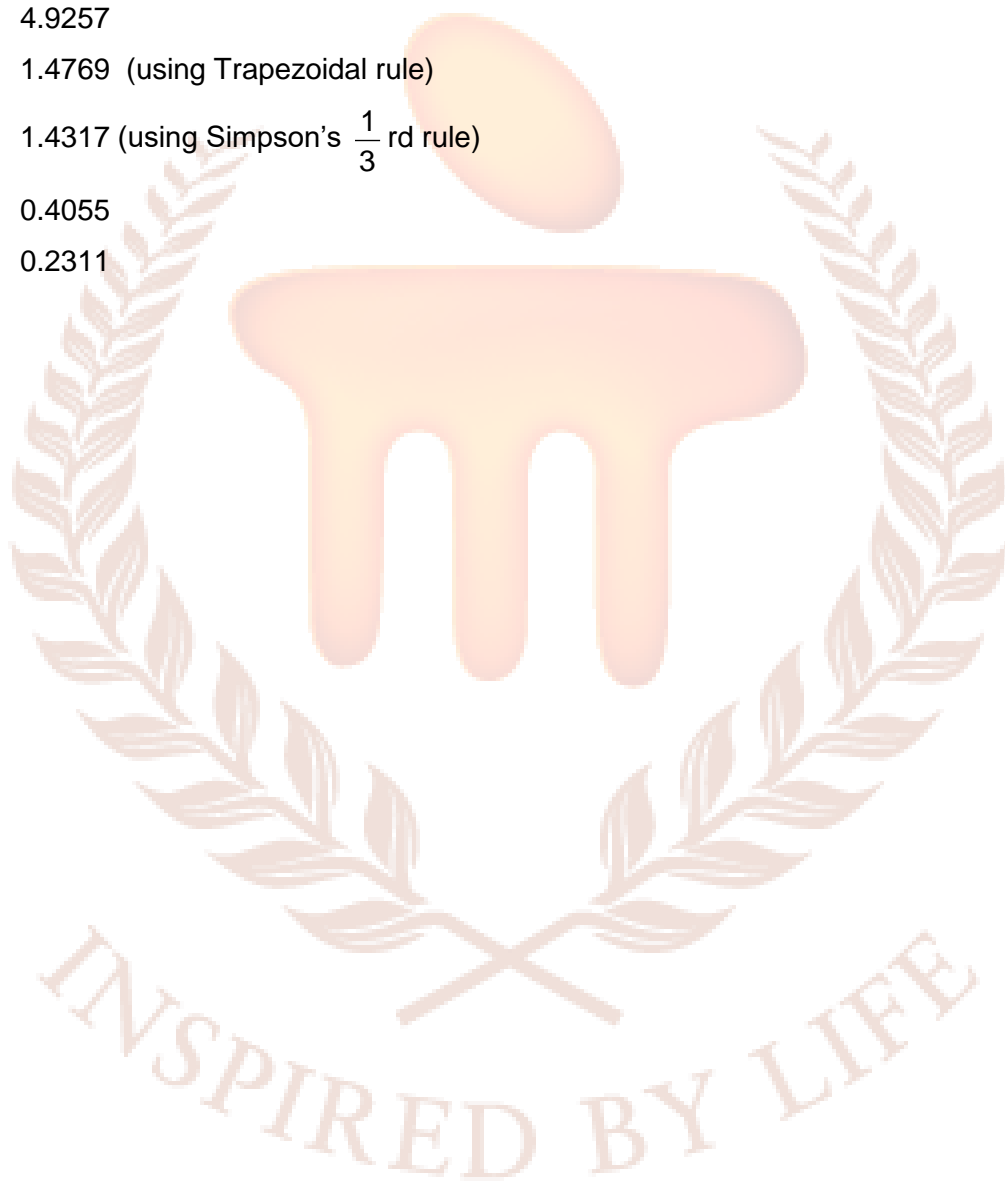 4.9257
1.4769 (using Trapezoidal rule)
1.4317 (using Simpson's 1/3 rd rule)
0.4055
0.2311
INSPIRED BY LIFE